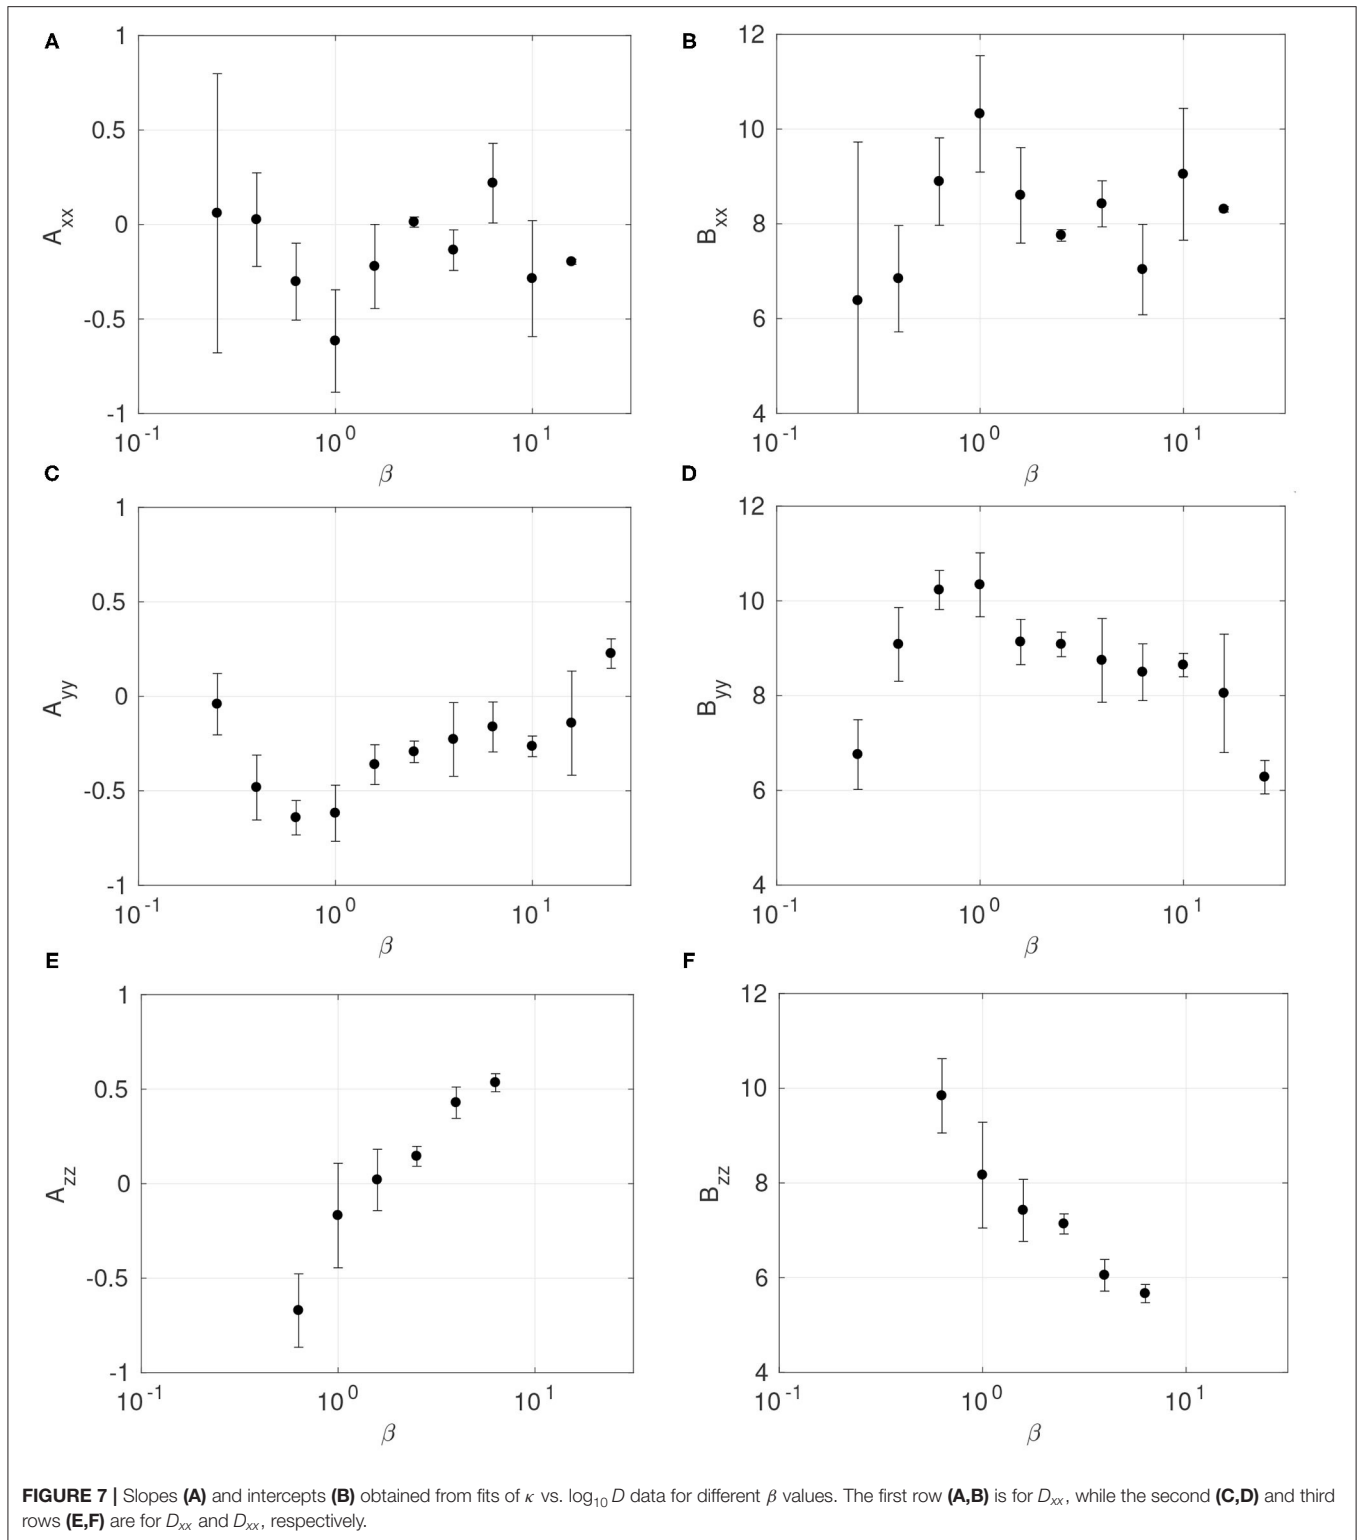 A
1
0.5
0
-0.5
-1
A_xx
10^-1
10^0
10^1
β
B
12
10
8
6
4
B_xx
10^-1
10^0
10^1
β
C
1
0.5
0
-0.5
-1
A_yy
10^-1
10^0
10^1
β
D
12
10
8
6
4
B_yy
10^-1
10^0
10^1
β
E
1
0.5
0
-0.5
-1
A_zz
10^-1
10^0
10^1
β
F
12
10
8
6
4
B_zz
10^-1
10^0
10^1
β
FIGURE 7 | Slopes (A) and intercepts (B) obtained from fits of κ vs. log₁₀ D data for different β values. The first row (A,B) is for D_xx, while the second (C,D) and third
rows (E,F) are for D_xx and D_xx, respectively.